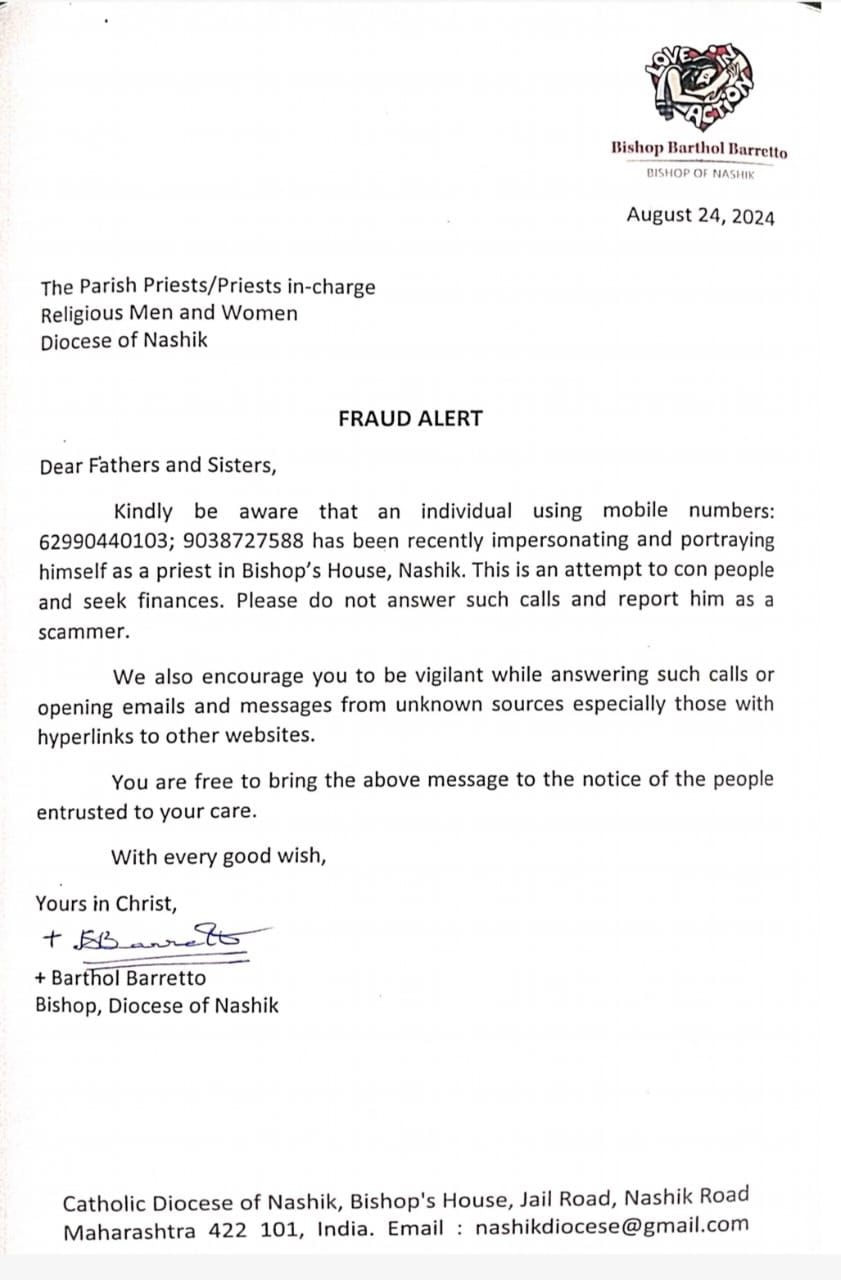 LOVE IN
ACTION
Bishop Barthol Barretto
BISHOP OF NASHIK
August 24, 2024
The Parish Priests/Priests in-charge
Religious Men and Women
Diocese of Nashik
FRAUD ALERT
Dear Fathers and Sisters,
Kindly be aware that an individual using mobile numbers:
62990440103; 9038727588 has been recently impersonating and portraying
himself as a priest in Bishop's House, Nashik. This is an attempt to con people
and seek finances. Please do not answer such calls and report him as a
scammer.
We also encourage you to be vigilant while answering such calls or
opening emails and messages from unknown sources especially those with
hyperlinks to other websites.
You are free to bring the above message to the notice of the people
entrusted to your care.
With every good wish,
Yours in Christ,
+ BBarretto
+ Barthol Barretto
Bishop, Diocese of Nashik
Catholic Diocese of Nashik, Bishop's House, Jail Road, Nashik Road
Maharashtra 422 101, India. Email : nashikdiocese@gmail.com